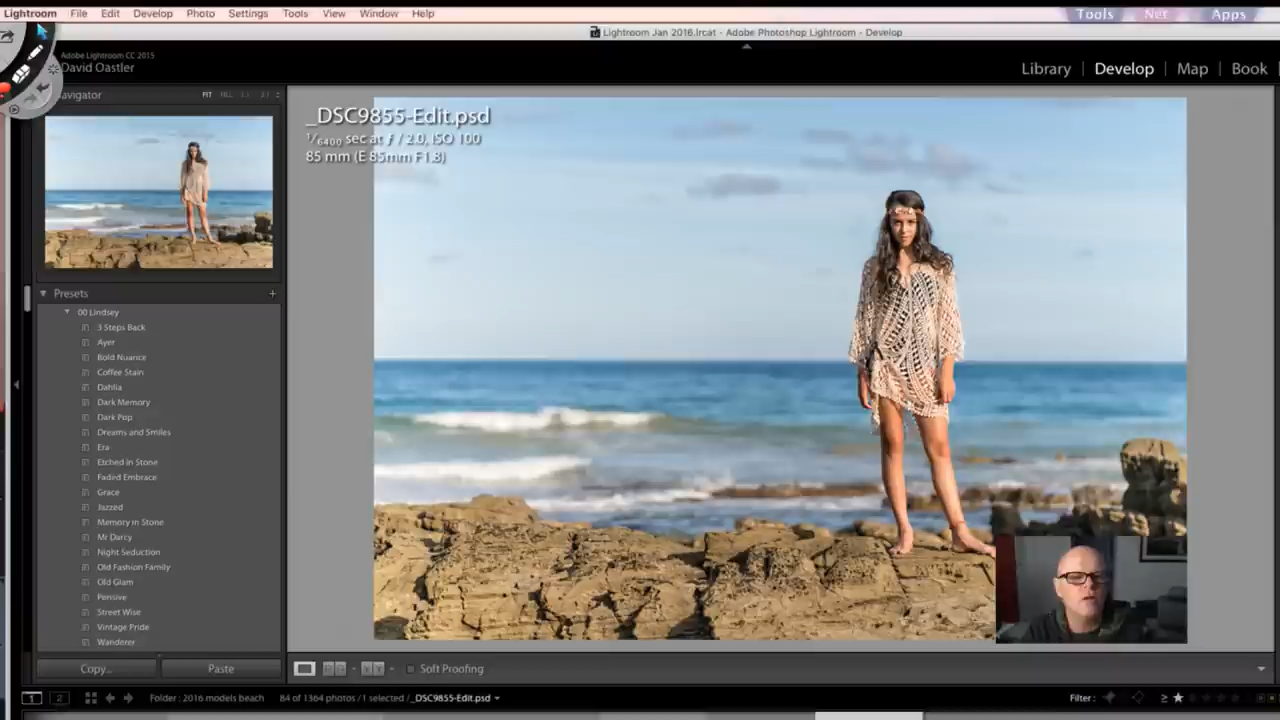 Lightroom File Edit Develop Photo Settings Tools View Window Help
Tools Net Apps
Lightroom Jan 2016.lrcat - Adobe Photoshop Lightroom - Develop
Adobe Lightroom CC 2015
David Oastler
Library | Develop | Map | Book
avigator FIT
_DSC9855-Edit.psd
1/6400 sec at ƒ / 2.0, ISO 100
85 mm (E 85mm F1.8)
Presets +
00 Lindsey
3 Steps Back
Ayer
Bold Nuance
Coffee Stain
Dahlia
Dark Memory
Dark Pop
Dreams and Smiles
Era
Etched in Stone
Faded Embrace
Grace
Jazzed
Memory in Stone
Mr Darcy
Night Seduction
Old Fashion Family
Old Glam
Pensive
Street Wise
Vintage Pride
Wanderer
Copy... Paste
Soft Proofing
1 2 Folder : 2016 models beach 84 of 1364 photos / 1 selected / _DSC9855-Edit.psd Filter : ≥